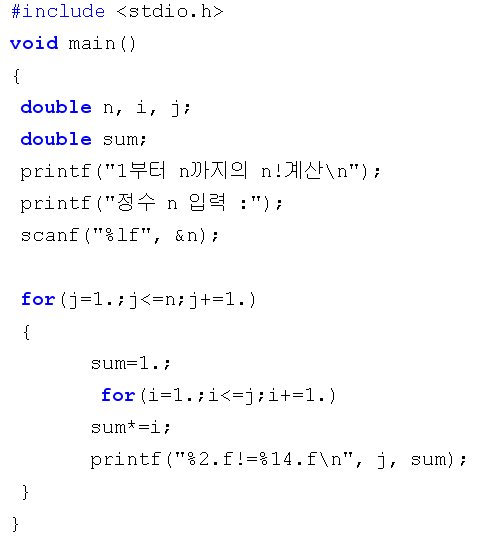 #include <stdio.h>
void main()
{
double n, i, j;
double sum;
printf("1부터 n까지의 n!계산\n");
printf("정수 n 입력 :");
scanf("%lf", &n);
for(j=1.;j<=n;j+=1.)
{
sum=1.;
for(i=1.;i<=j;i+=1.)
sum*=i;
printf("%2.f!=%14.f\n", j, sum);
}
}